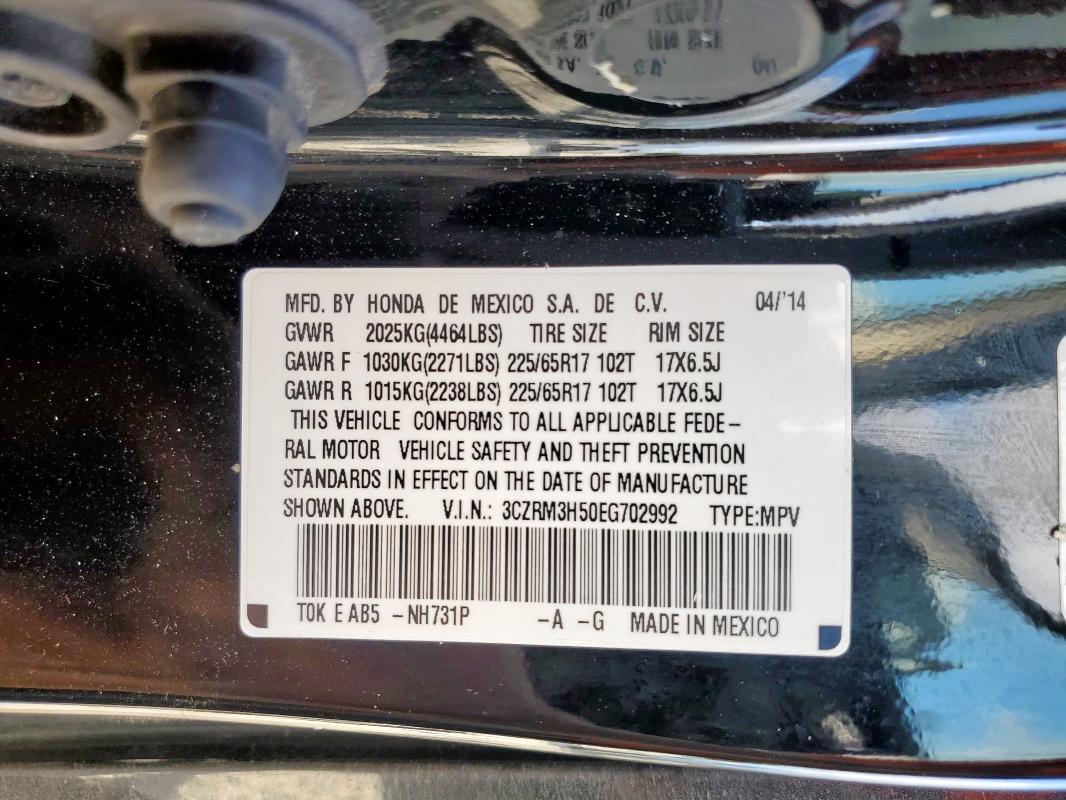 MFD. BY HONDA DE MEXICO S.A. DE C.V. 04/'14
GVWR 2025KG(4464LBS) TIRE SIZE RIM SIZE
GAWR F 1030KG(2271LBS) 225/65R17 102T 17X6.5J
GAWR R 1015KG(2238LBS) 225/65R17 102T 17X6.5J
THIS VEHICLE CONFORMS TO ALL APPLICABLE FEDE-
RAL MOTOR VEHICLE SAFETY AND THEFT PREVENTION
STANDARDS IN EFFECT ON THE DATE OF MANUFACTURE
SHOWN ABOVE. V.I.N.: 3CZRM3H50EG702992 TYPE:MPV
T0K E AB5 -NH731P -A -G MADE IN MEXICO